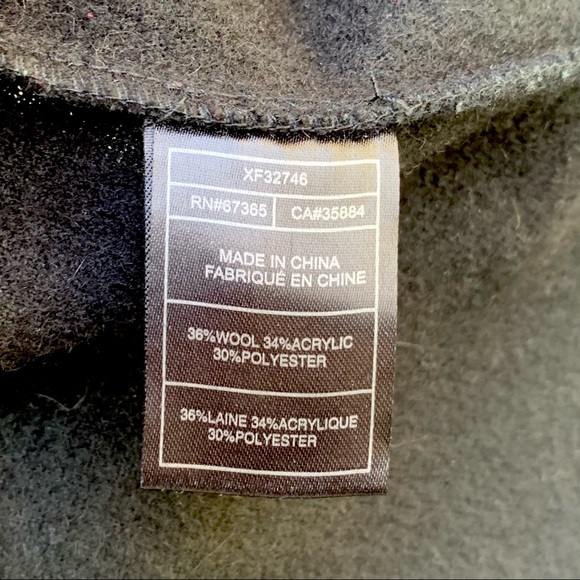 XF32746
RN#67365 CA#35884
MADE IN CHINA
FABRIQUÉ EN CHINE
36%WOOL 34%ACRYLIC
30%POLYESTER
36%LAINE 34%ACRYLIQUE
30%POLYESTER